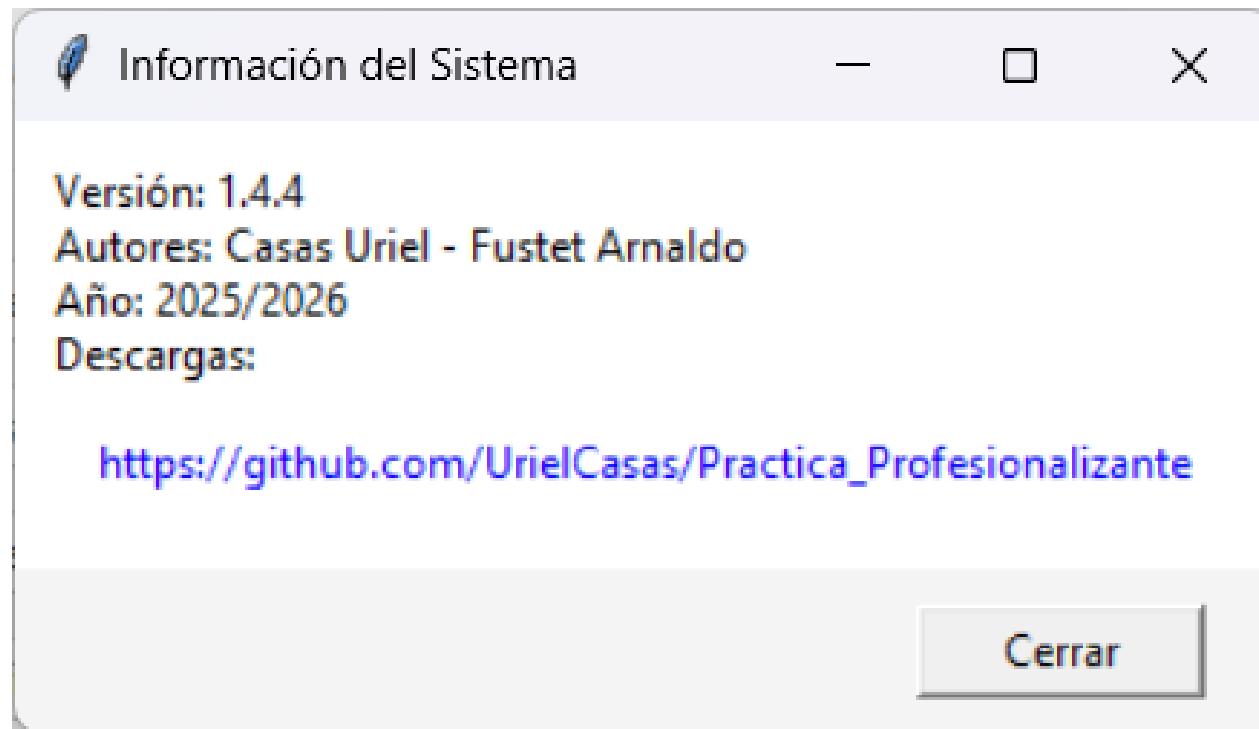 Información del Sistema
Versión: 1.4.4
Autores: Casas Uriel - Fustet Arnaldo
Año: 2025/2026
Descargas:
https://github.com/UrielCasas/Practica_Profesionalizante
Cerrar